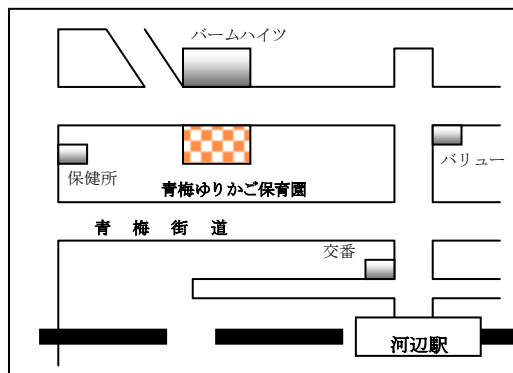 バームハイツ
バリュー
保健所
青梅ゆりかご保育園
青梅街道
交番
河辺駅